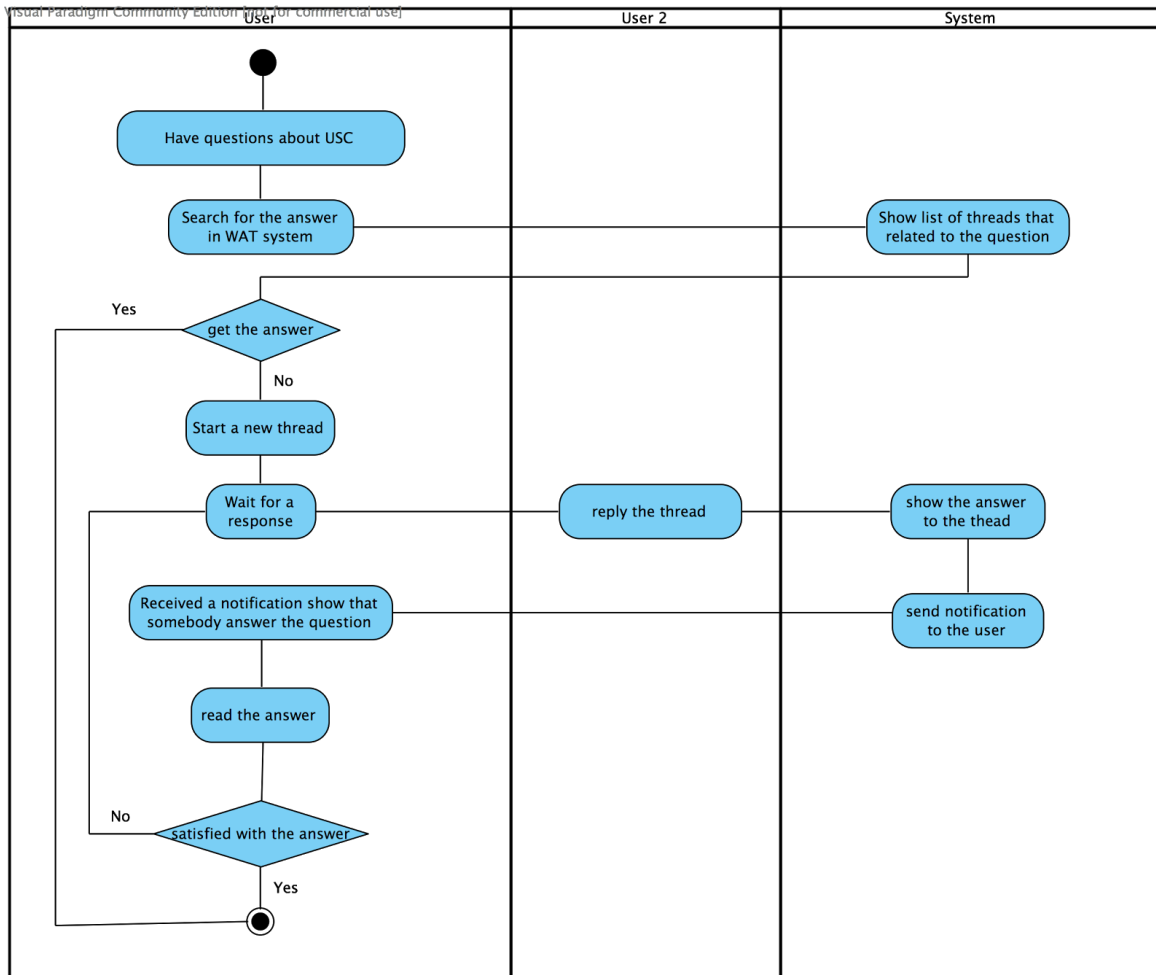 Visual Paradigm Community Edition [not for commercial use]
User
User 2
System
Have questions about USC
Search for the answer
in WAT system
Show list of threads that
related to the question
Yes
get the answer
No
Start a new thread
Wait for a
response
reply the thread
show the answer
to the thead
Received a notification show that
somebody answer the question
send notification
to the user
read the answer
No
satisfied with the answer
Yes